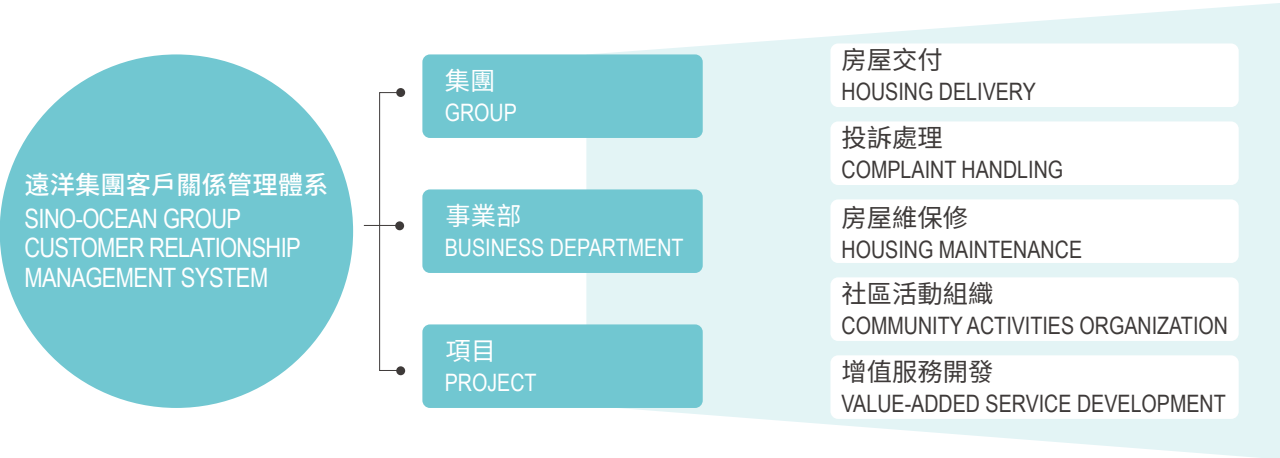 遠洋集團客戶關係管理體系
SINO-OCEAN GROUP
CUSTOMER RELATIONSHIP
MANAGEMENT SYSTEM
集團
GROUP
事業部
BUSINESS DEPARTMENT
項目
PROJECT
房屋交付
HOUSING DELIVERY
投訴處理
COMPLAINT HANDLING
房屋維保修
HOUSING MAINTENANCE
社區活動組織
COMMUNITY ACTIVITIES ORGANIZATION
增值服務開發
VALUE-ADDED SERVICE DEVELOPMENT